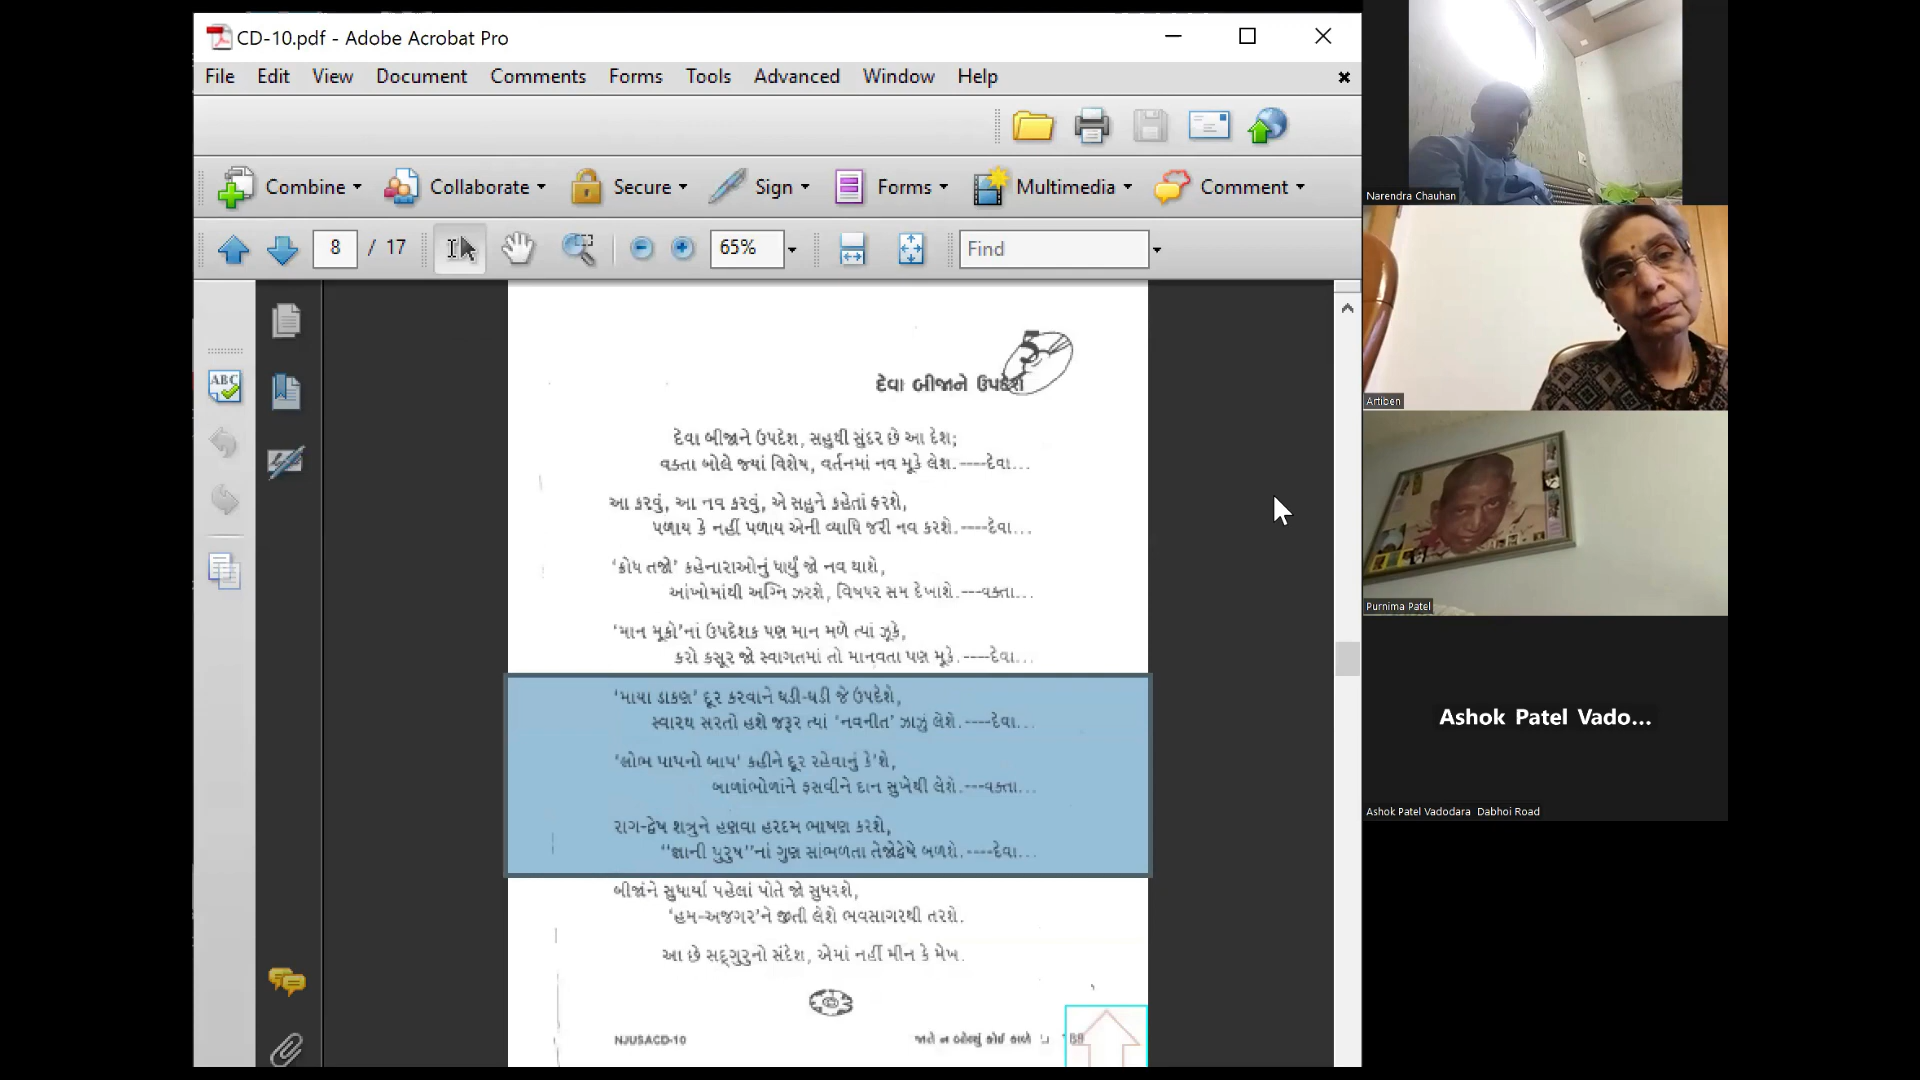 CD-10.pdf - Adobe Acrobat Pro
File Edit View Document Comments Forms Tools Advanced Window Help
Combine Collaborate Secure Sign Forms Multimedia Comment
8 / 17 65% Find
ABC
5
દેવા બીજાને ઉપદેશ
દેવા બીજાને ઉપદેશ, સહુથી સુંદર છે આ દેશ;
વક્તા બોલે જ્યાં વિશેષ, વર્તનમાં નવ મૂકે લેશ.----દેવા...
આ કરવું, આ નવ કરવું, એ સહુને કહેતાં ફરશે,
પળાય કે નહીં પળાય એની વ્યાધિ જરી નવ કરશે.----દેવા...
'ક્રોધ તજો' કહેનારાઓનું ધાર્યું જો નવ થાશે,
આંખોમાંથી અગ્નિ ઝરશે, વિષધર સમ દેખાશે.---વક્તા...
'માન મૂકો'નાં ઉપદેશક પણ માન મળે ત્યાં ઝૂકે,
કરો કસૂર જો સ્વાગતમાં તો માનવતા પણ મૂકે.----દેવા...
'માયા ડાકણ' દૂર કરવાને ઘડી-ઘડી જે ઉપદેશે,
સ્વારથ સરતો હશે જરૂર ત્યાં 'નવનીત' ઝાઝું લેશે.----દેવા...
'લોભ પાપનો બાપ' કહીને દૂર રહેવાનું કે'શે,
બાળાંભોળાંને ફસવીને દાન સુખેથી લેશે.---વક્તા...
રાગ-દ્વેષ શત્રુને હણવા હરદમ ભાષણ કરશે,
"જ્ઞાની પુરુષ"નાં ગુણ સાંભળતા તેજોદ્વેષે બળશે.----દેવા...
બીજાંને સુધાર્યા પહેલાં પોતે જો સુધરશે,
'હમ-અજગર'ને જીતી લેશે ભવસાગરથી તરશે.
આ છે સદ્ગુરુનો સંદેશ, એમાં નહીં મીન કે મેખ.
NJUSACD-10
Narendra Chauhan
Artiben
Purnima Patel
Ashok Patel Vado...
Ashok Patel Vadodara Dabhoi Road